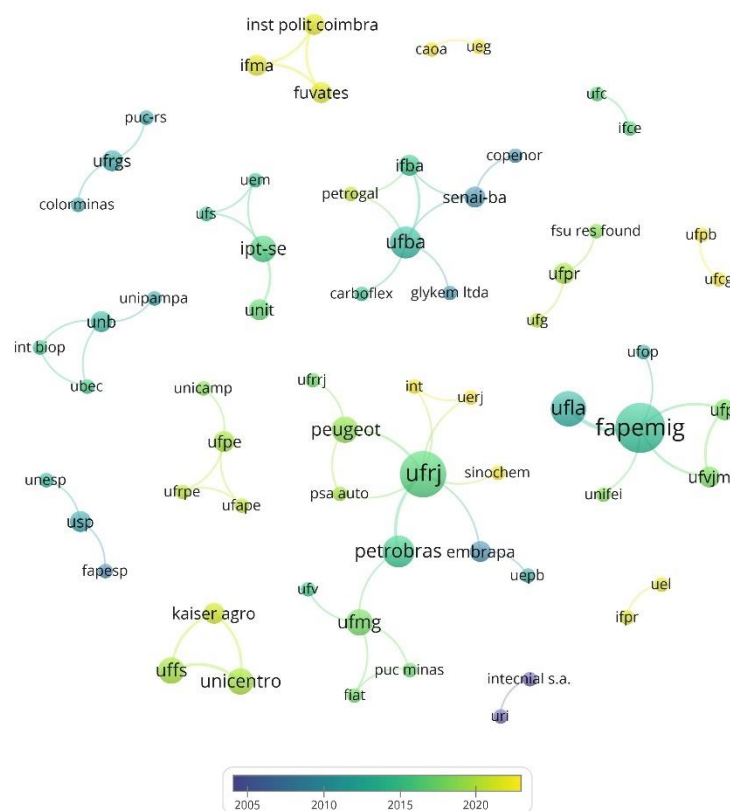 inst polit coimbra
caoa
ueg
ifma
fuvates
ufc
ifce
puc-rs
ufrgs
colorminas
uem
ufs
ipt-se
unit
ifba
copenor
petrogal
senai-ba
ufba
carboflex
glykem ltda
fsu res found
ufpr
ufg
ufpb
ufcg
unipampa
unb
int biop
ubec
unicamp
ufpe
ufrpe
ufape
ufrrj
int
uerj
peugeot
ufrj
sinochem
psa auto
petrobras
embrapa
uepb
ufv
ufmg
puc minas
fiat
ufop
ufla
fapemig
ufp
ufvjm
unifei
unesp
usp
fapesp
uel
ifpr
kaiser agro
uffs
unicentro
intecnial s.a.
uri
2005 2010 2015 2020